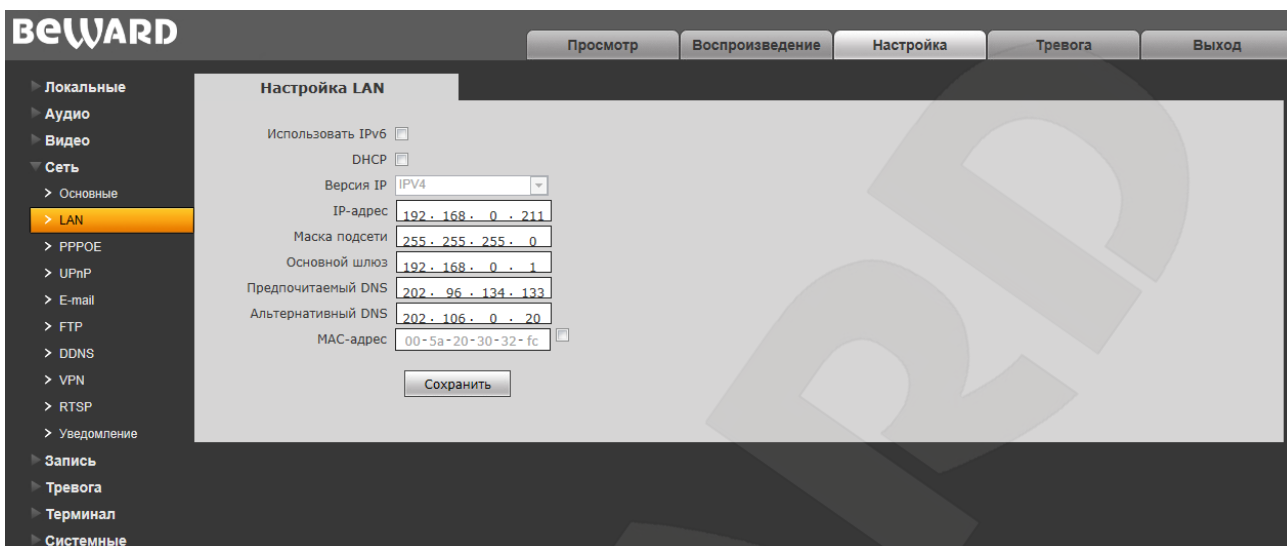 BEWARD
Просмотр Воспроизведение Настройка Тревога Выход
Локальные
Аудио
Видео
Сеть
Основные
LAN
PPPOE
UPnP
E-mail
FTP
DDNS
VPN
RTSP
Уведомление
Запись
Тревога
Терминал
Системные
Настройка LAN
Использовать IPv6
DHCP
Версия IP IPV4
IP-адрес 192. 168. 0 . 211
Маска подсети 255. 255. 255. 0
Основной шлюз 192. 168. 0 . 1
Предпочитаемый DNS 202. 96 . 134. 133
Альтернативный DNS 202. 106. 0 . 20
MAC-адрес 00-5a-20-30-32-fc
Сохранить